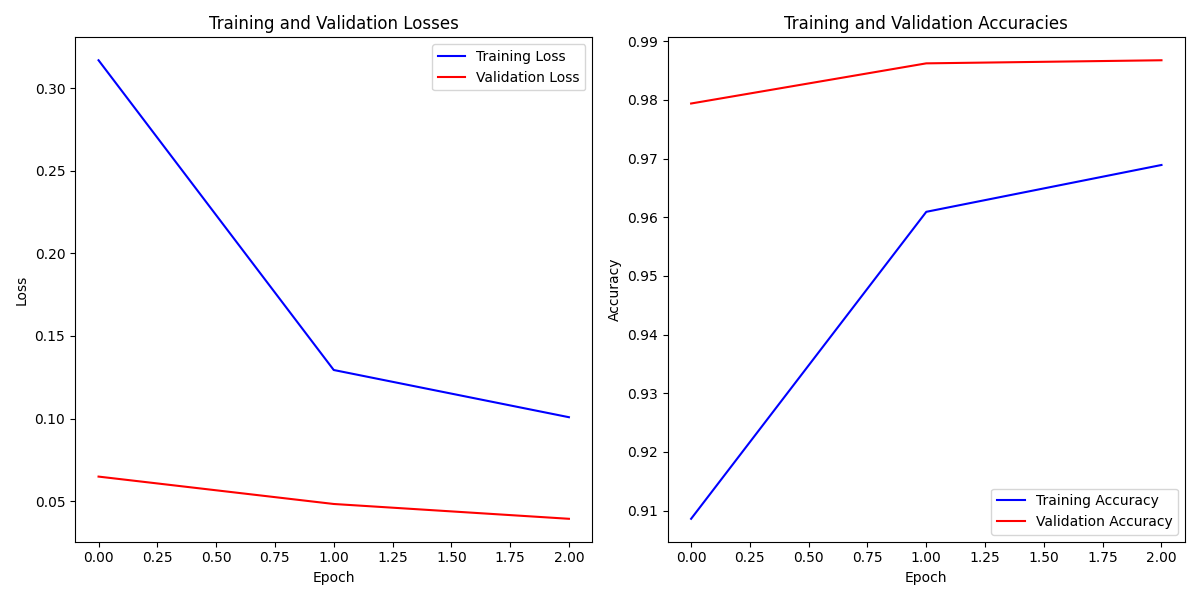 Training and Validation Losses
Training Loss
Validation Loss
0.30
0.25
0.20
0.15
0.10
0.05
Loss
0.00 0.25 0.50 0.75 1.00 1.25 1.50 1.75 2.00
Epoch
Training and Validation Accuracies
0.99
0.98
0.97
0.96
0.95
0.94
0.93
0.92
0.91
Accuracy
Training Accuracy
Validation Accuracy
0.00 0.25 0.50 0.75 1.00 1.25 1.50 1.75 2.00
Epoch